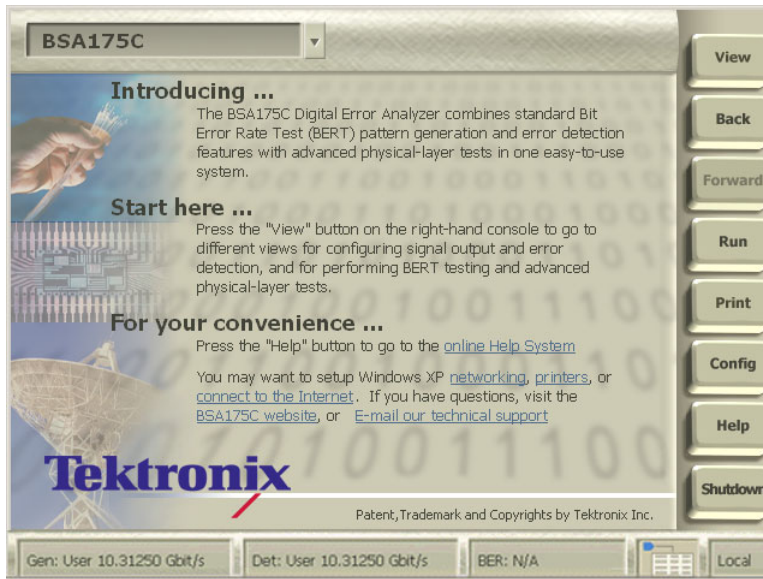 BSA175C
View
Introducing ...
The BSA175C Digital Error Analyzer combines standard Bit
Error Rate Test (BERT) pattern generation and error detection
features with advanced physical-layer tests in one easy-to-use
system.
Back
Forward
Start here ...
Press the "View" button on the right-hand console to go to
different views for configuring signal output and error
detection, and for performing BERT testing and advanced
physical-layer tests.
Run
Print
For your convenience ...
Press the "Help" button to go to the online Help System
You may want to setup Windows XP networking, printers, or
connect to the Internet. If you have questions, visit the
BSA175C website, or E-mail our technical support
Config
Help
Tektronix
Shutdown
Patent,Trademark and Copyrights by Tektronix Inc.
Gen: User 10.31250 Gbit/s
Det: User 10.31250 Gbit/s
BER: N/A
Local